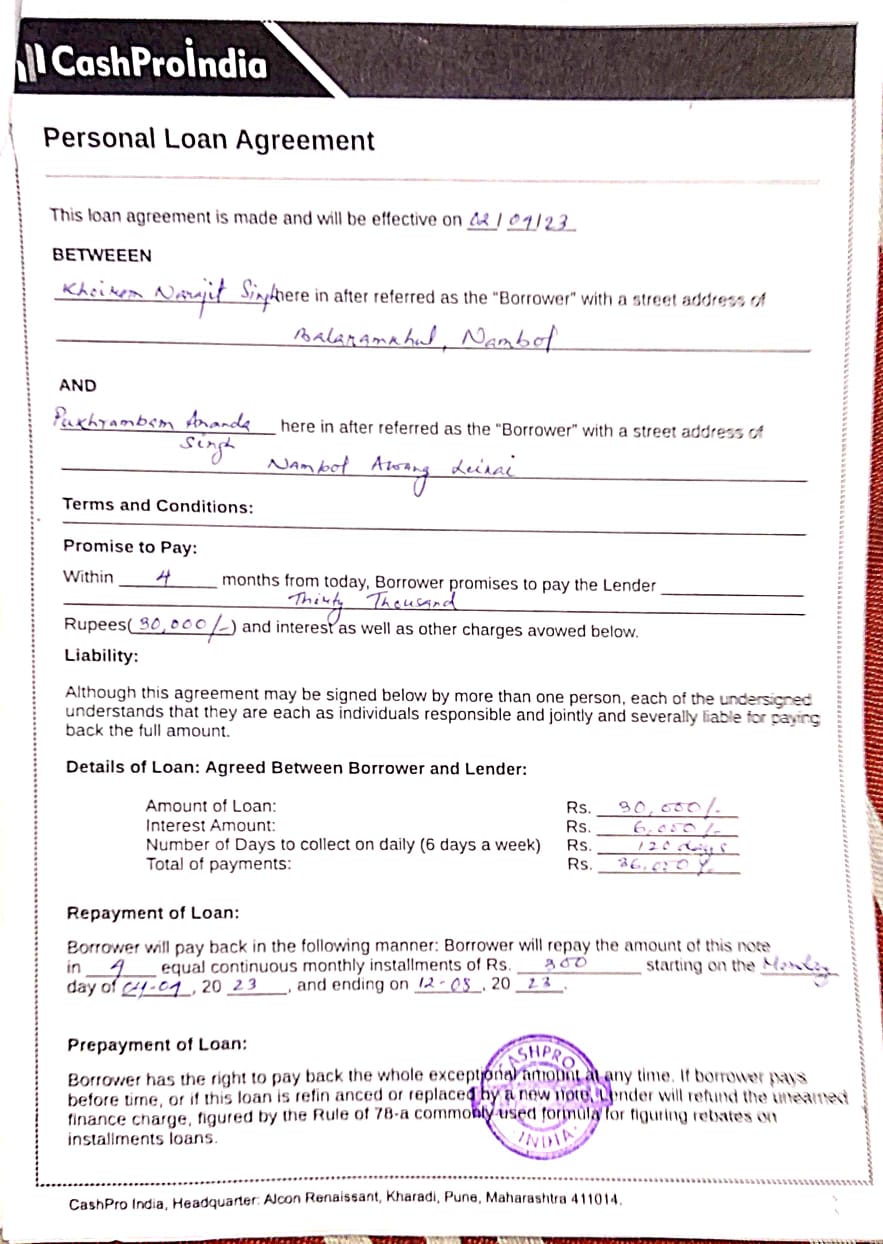 CashProIndia
Personal Loan Agreement
This loan agreement is made and will be effective on 02/09/23
BETWEEEN
Khoirom Narajit Singh here in after referred as the "Borrower" with a street address of
Nambol
AND
Pukhrambam Ananda here in after referred as the "Borrower" with a street address of
Singh
Nambol Awang Leikai
Terms and Conditions:
Promise to Pay:
Within 4 months from today, Borrower promises to pay the Lender
Thirty Thousand
Rupees( 30,000/- ) and interest as well as other charges avowed below.
Liability:
Although this agreement may be signed below by more than one person, each of the undersigned
understands that they are each as individuals responsible and jointly and severally liable for paying
back the full amount.
Details of Loan: Agreed Between Borrower and Lender:
Amount of Loan: Rs. 30,000/-
Interest Amount: Rs. 6,000/-
Number of Days to collect on daily (6 days a week) Rs. 120 days
Total of payments: Rs. 36,000/-
Repayment of Loan:
Borrower will pay back in the following manner: Borrower will repay the amount of this note
in 4 equal continuous monthly installments of Rs. 300 starting on the Monday
day of , 20 23 , and ending on , 20 23 .
Prepayment of Loan:
Borrower has the right to pay back the whole exceptional amount at any time. If borrower pays
before time, or if this loan is refin anced or replaced by a new note, Lender will refund the unearned
finance charge, figured by the Rule of 78-a commonly used formula for figuring rebates on
installments loans.
CASHPRO
INDIA
CashPro India, Headquarter: Alcon Renaissant, Kharadi, Pune, Maharashtra 411014.